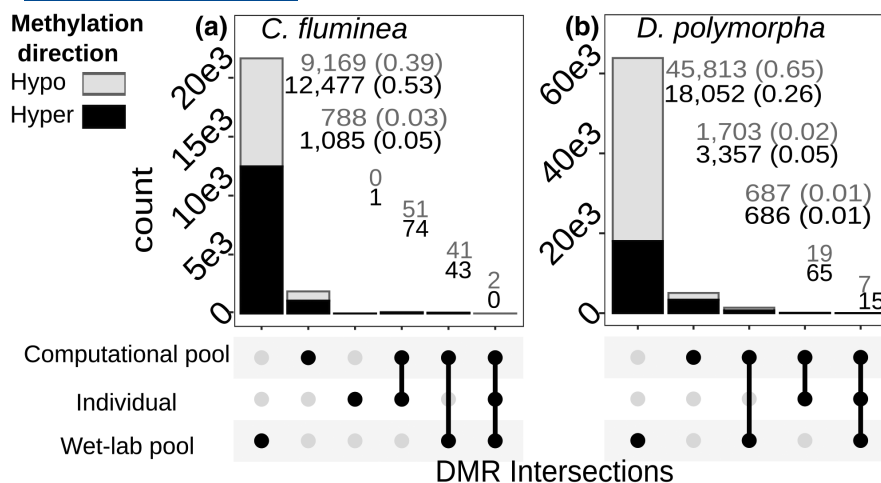 Methylation
direction
Hypo
Hyper
(a) C. fluminea
count
20e3
15e3
10e3
5e3
0
9,169 (0.39)
12,477 (0.53)
788 (0.03)
1,085 (0.05)
0
1
51
74
41
43
2
0
(b) D. polymorpha
60e3
40e3
20e3
0
45,813 (0.65)
18,052 (0.26)
1,703 (0.02)
3,357 (0.05)
687 (0.01)
686 (0.01)
19
65
7
15
Computational pool
Individual
Wet-lab pool
DMR Intersections